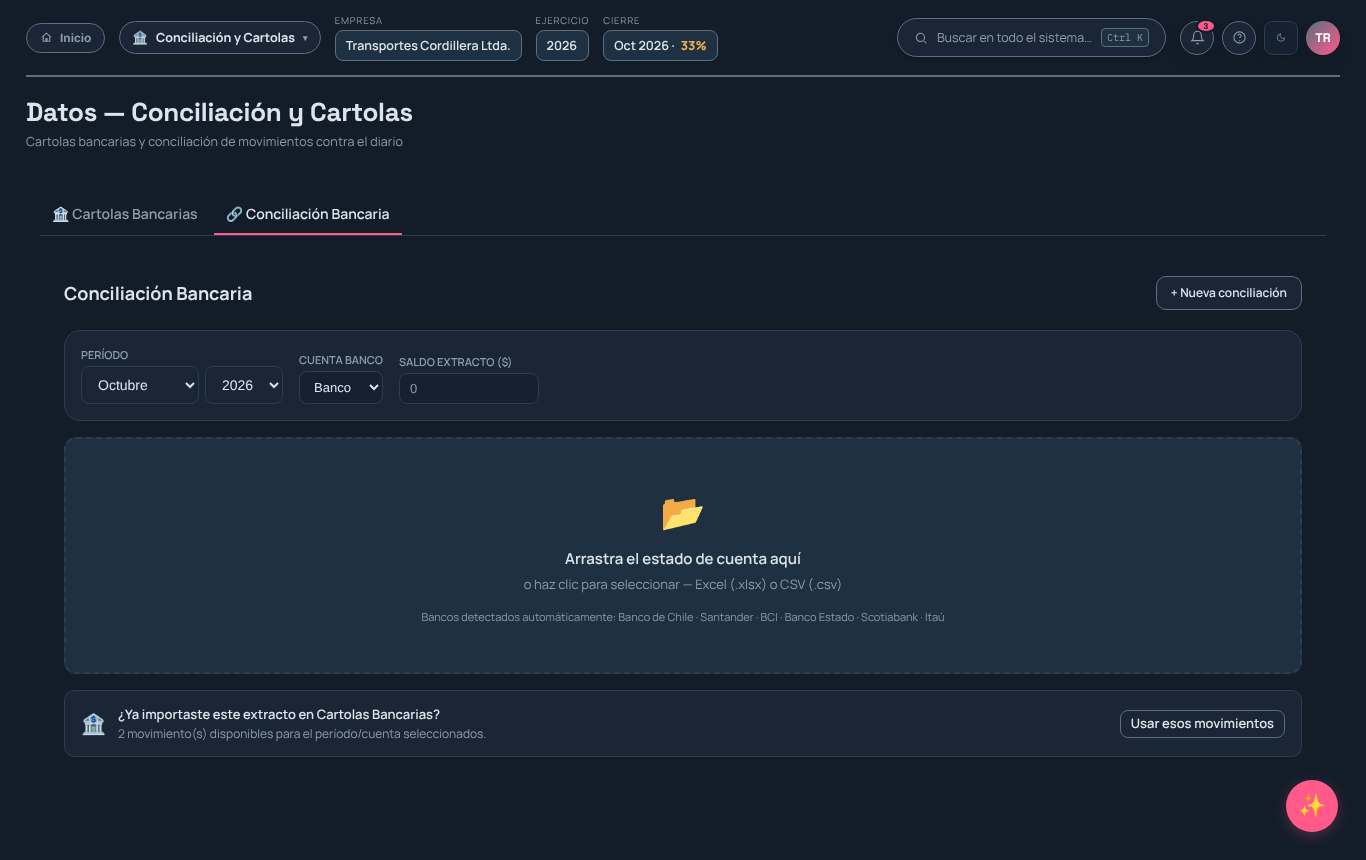 Inicio
Conciliación y Cartolas
EMPRESA
Transportes Cordillera Ltda.
EJERCICIO
2026
CIERRE
Oct 2026 · 33%
Buscar en todo el sistema...
Ctrl K
3
TR
Datos — Conciliación y Cartolas
Cartolas bancarias y conciliación de movimientos contra el diario
Cartolas Bancarias
Conciliación Bancaria
Conciliación Bancaria
+ Nueva conciliación
PERÍODO
Octubre
2026
CUENTA BANCO
Banco
SALDO EXTRACTO ($)
0
Arrastra el estado de cuenta aquí
o haz clic para seleccionar — Excel (.xlsx) o CSV (.csv)
Bancos detectados automáticamente: Banco de Chile · Santander · BCI · Banco Estado · Scotiabank · Itaú
¿Ya importaste este extracto en Cartolas Bancarias?
2 movimiento(s) disponibles para el período/cuenta seleccionados.
Usar esos movimientos